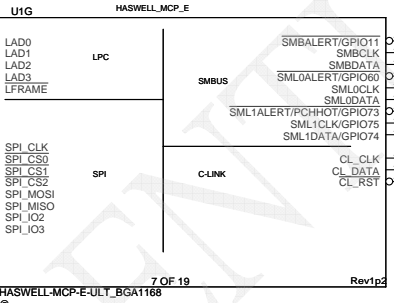 U1G
HASWELL_MCP_E
LAD0
LAD1
LAD2
LAD3
LFRAME
LPC
SPI_CLK
SPI_CS0
SPI_CS1
SPI_CS2
SPI_MOSI
SPI_MISO
SPI_IO2
SPI_IO3
SPI
SMBUS
C-LINK
SMBALERT/GPIO11
SMBCLK
SMBDATA
SML0ALERT/GPIO60
SML0CLK
SML0DATA
SML1ALERT/PCHHOT/GPIO73
SML1CLK/GPIO75
SML1DATA/GPIO74
CL_CLK
CL_DATA
CL_RST
7 OF 19
Rev1p2
HASWELL-MCP-E-ULT_BGA1168